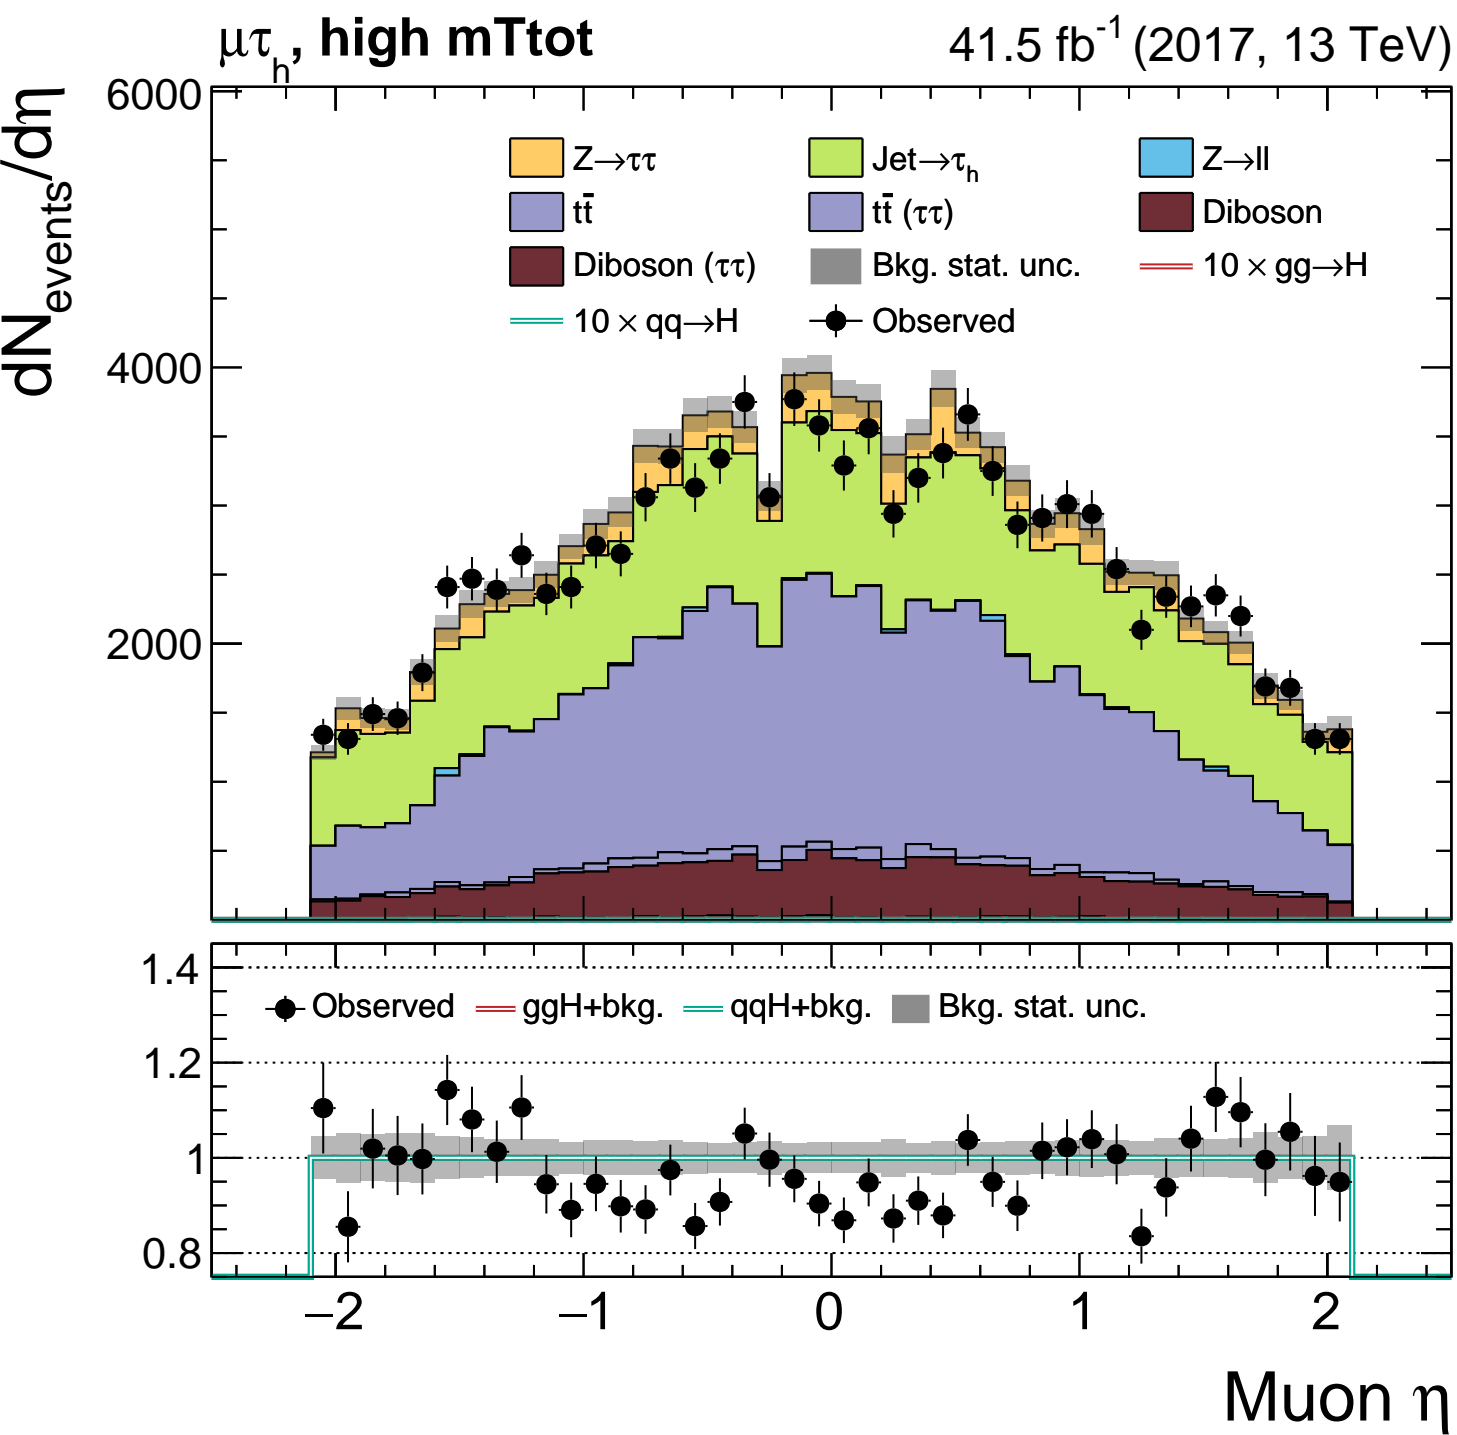 μτh, high mTtot 41.5 fb-1 (2017, 13 TeV)
dNevents/dη
6000
4000
2000
Z→ττ Jet→τh Z→ll
tt̄ tt̄ (ττ) Diboson
Diboson (ττ) Bkg. stat. unc. 10 × gg→H
10 × qq→H Observed
1.4
1.2
1
0.8
Observed ggH+bkg. qqH+bkg. Bkg. stat. unc.
−2 −1 0 1 2
Muon η